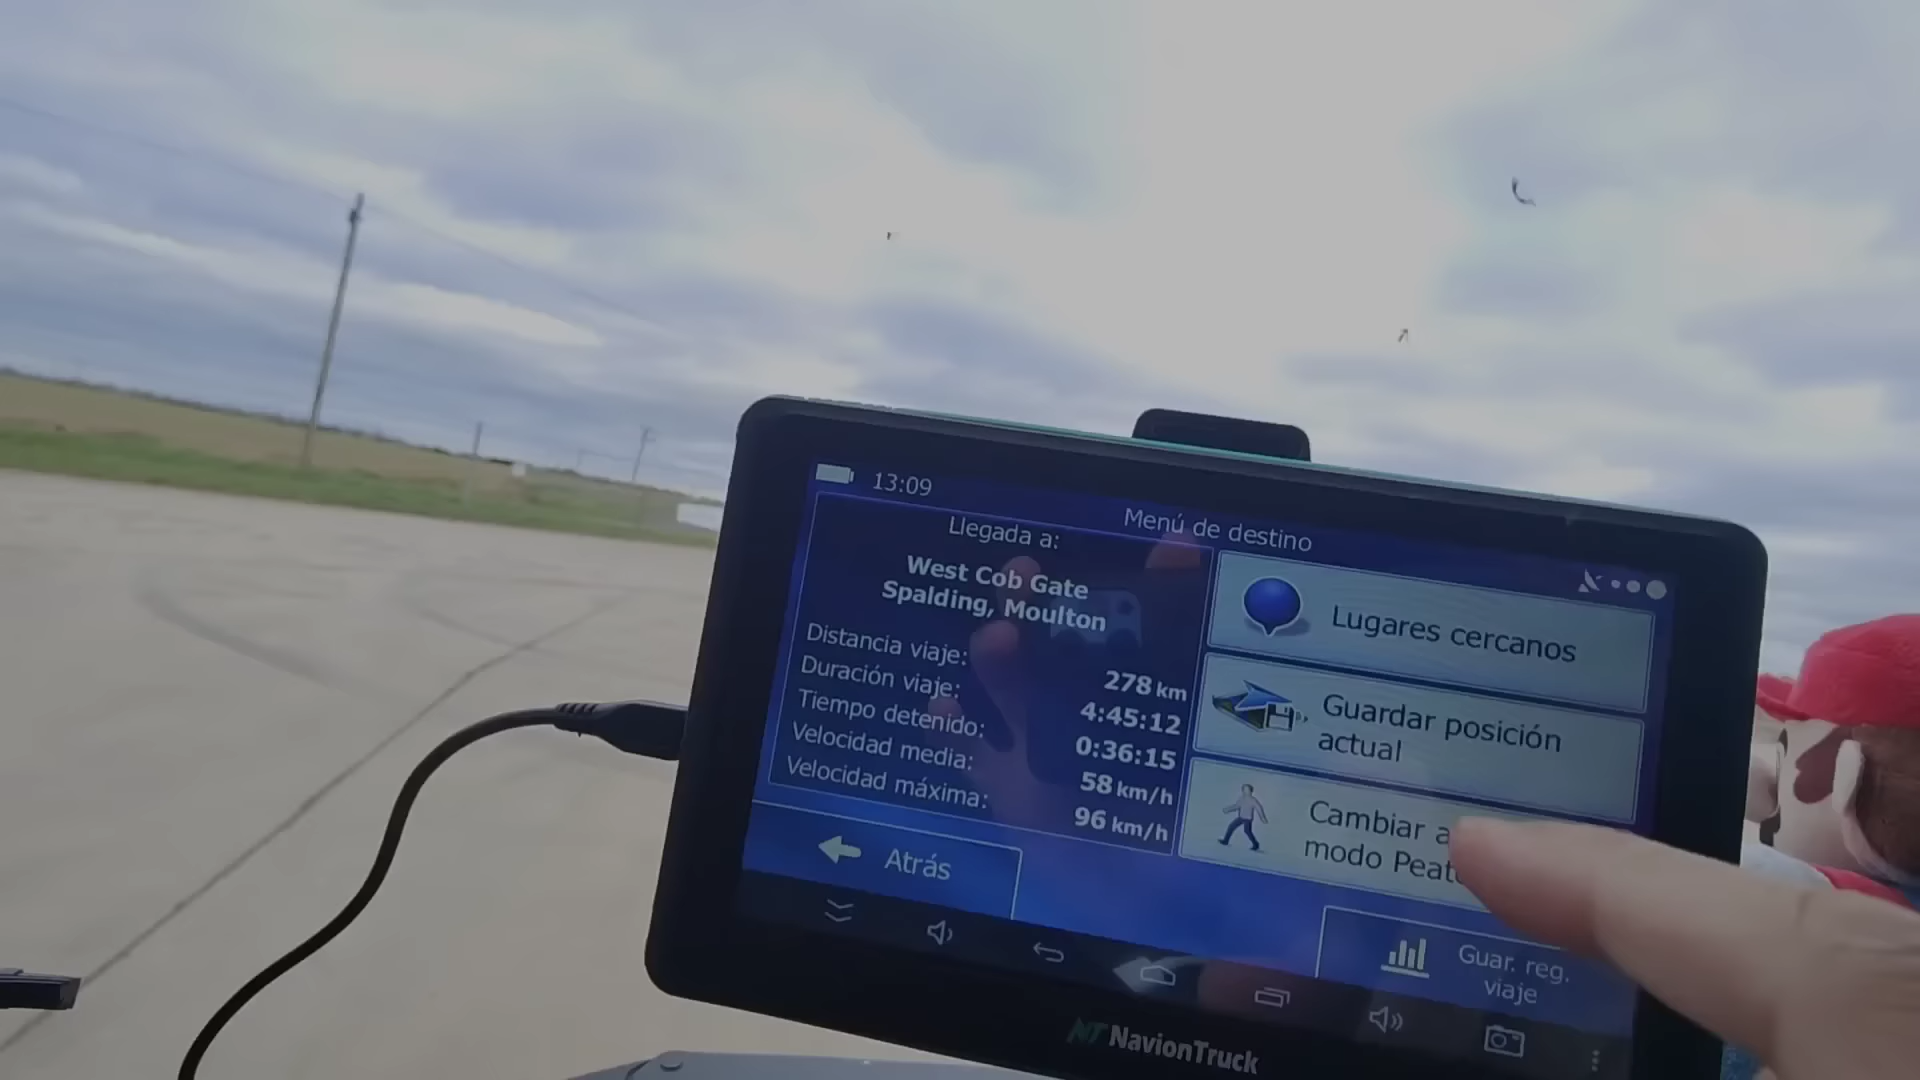 13:09
Menú de destino
Llegada a:
West Cob Gate
Spalding, Moulton
Distancia viaje: 278 km
Duración viaje: 4:45:12
Tiempo detenido: 0:36:15
Velocidad media: 58 km/h
Velocidad máxima: 96 km/h
Lugares cercanos
Guardar posición
actual
Cambiar a
modo Peat
Atrás
Guar. reg.
viaje
NT NavionTruck